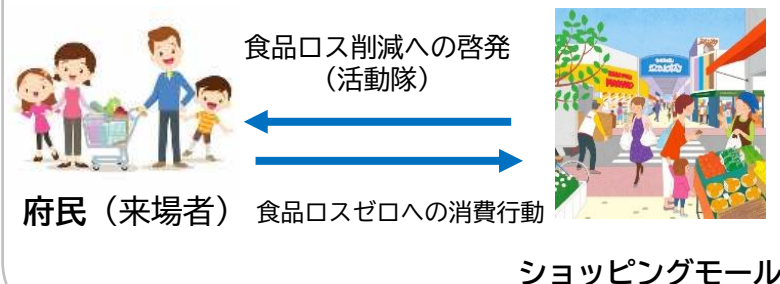 食品ロス削減への啓発
（活動隊）
府民（来場者）
食品ロスゼロへの消費行動
ショッピングモール